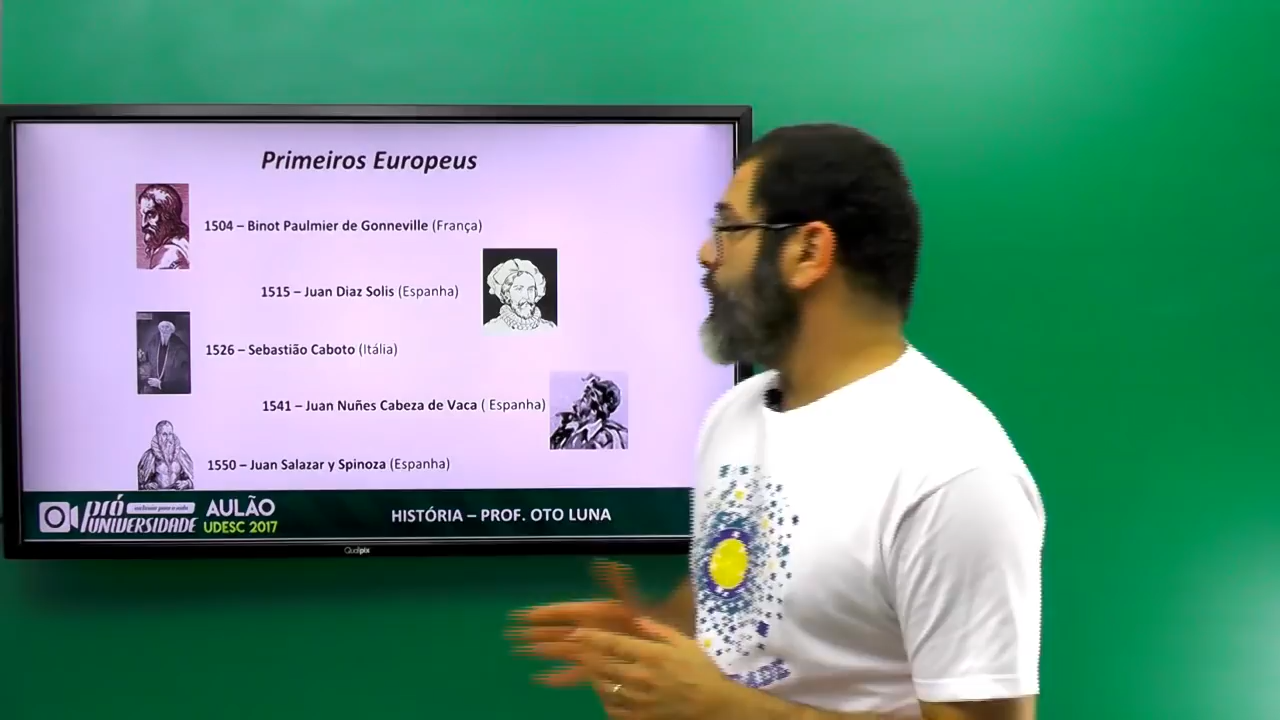 Primeiros Europeus
1504 – Binot Paulmier de Gonneville (França)
1515 – Juan Diaz Solis (Espanha)
1526 – Sebastião Caboto (Itália)
1541 – Juan Nuñes Cabeza de Vaca ( Espanha)
1550 – Juan Salazar y Spinoza (Espanha)
pró
UNIVERSIDADE
AULÃO
UDESC 2017
HISTÓRIA – PROF. OTO LUNA
Qualipix